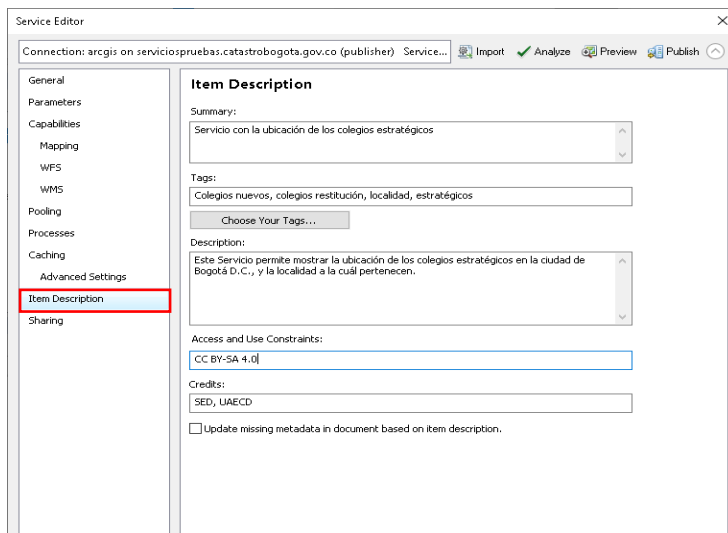 Service Editor
Connection: arcgis on serviciospruebas.catastrobogota.gov.co (publisher) Service... Import Analyze Preview Publish
General
Parameters
Capabilities
Mapping
WFS
WMS
Pooling
Processes
Caching
Advanced Settings
Item Description
Sharing
Item Description
Summary:
Servicio con la ubicación de los colegios estratégicos
Tags:
Colegios nuevos, colegios restitución, localidad, estratégicos
Choose Your Tags...
Description:
Este Servicio permite mostrar la ubicación de los colegios estratégicos en la ciudad de
Bogotá D.C., y la localidad a la cuál pertenecen.
Access and Use Constraints:
CC BY-SA 4.0
Credits:
SED, UAECD
Update missing metadata in document based on item description.